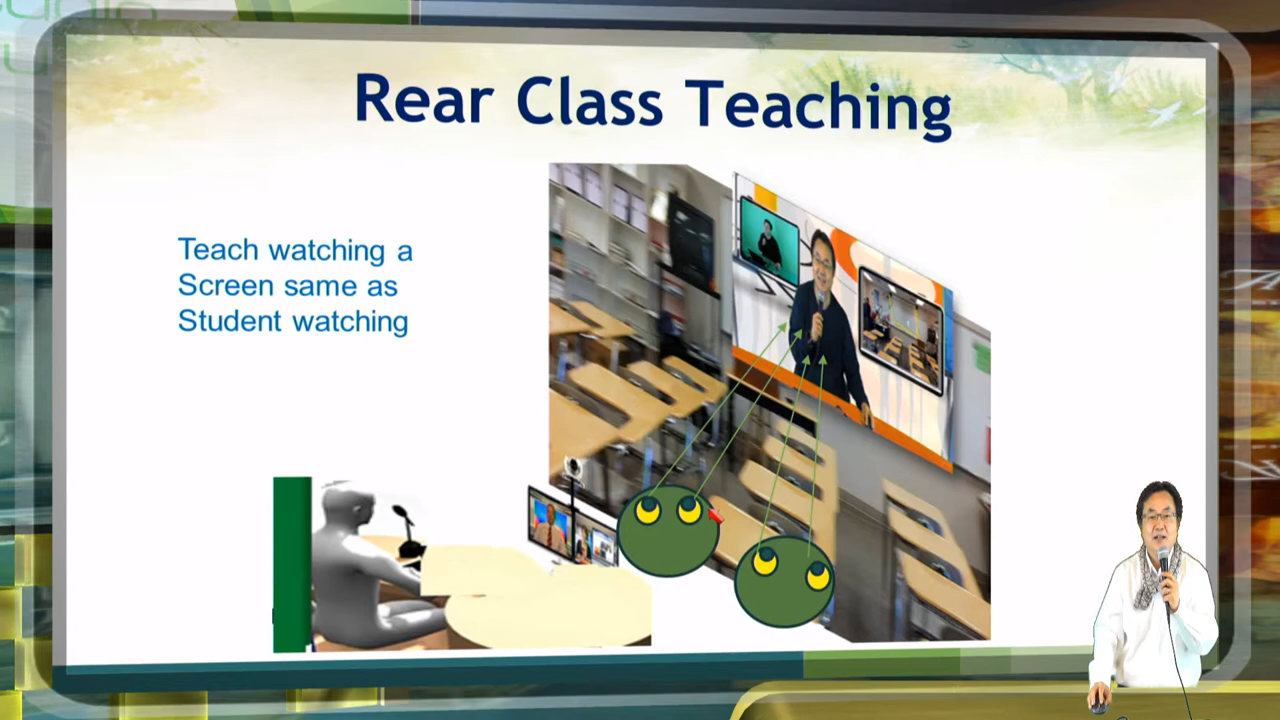 Rear Class Teaching
Teach watching a
Screen same as
Student watching